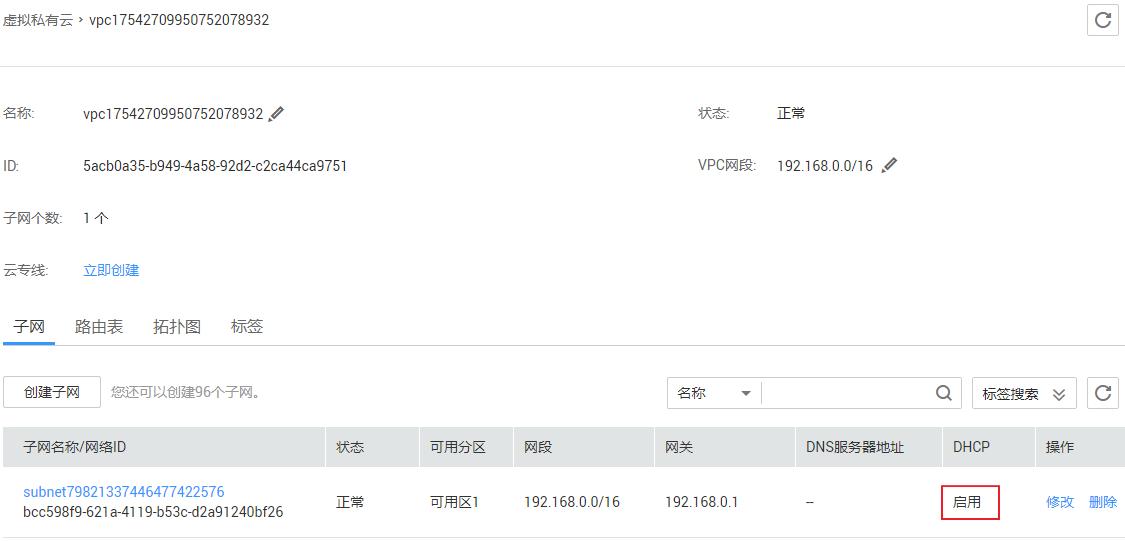 虚拟私有云 › vpc17542709950752078932
名称: vpc17542709950752078932 状态: 正常
ID: 5acb0a35-b949-4a58-92d2-c2ca44ca9751 VPC网段: 192.168.0.0/16
子网个数: 1 个
云专线: 立即创建
子网 路由表 拓扑图 标签
创建子网 您还可以创建96个子网。 名称 标签搜索
子网名称/网络ID 状态 可用分区 网段 网关 DNS服务器地址 DHCP 操作
subnet79821337446477422576
bcc598f9-621a-4119-b53c-d2a91240bf26 正常 可用区1 192.168.0.0/16 192.168.0.1 -- 启用 修改 删除